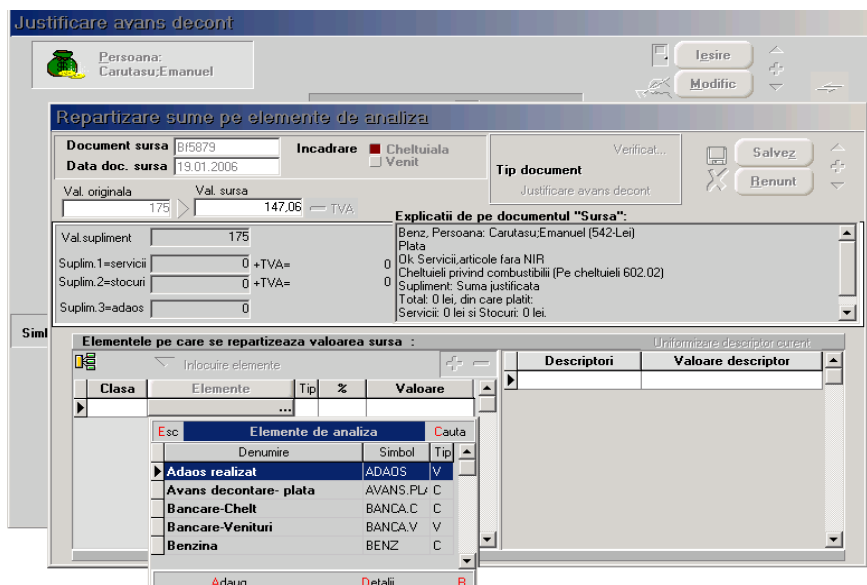 Justificare avans decont
Persoana:
Carutasu;Emanuel
Iesire
Modific
Repartizare sume pe elemente de analiza
Document sursa Bf5879
Data doc. sursa 19.01.2006
Incadrare Cheltuiala
Venit
Verificat...
Tip document
Justificare avans decont
Salvez
Renunt
Val. originala Val. sursa
175 147,06 TVA
Explicatii de pe documentul "Sursa":
Val.supliment 175
Suplim.1=servicii 0 +TVA= 0
Suplim.2=stocuri 0 +TVA= 0
Suplim.3=adaos 0
Benz, Persoana: Carutasu;Emanuel (542-Lei)
Plata
Ok Servicii,articole fara NIR
Cheltuieli privind combustibilii (Pe cheltuieli 602.02)
Supliment: Suma justificata
Total: 0 lei, din care platit:
Servicii: 0 lei si Stocuri: 0 lei.
Siml
Elementele pe care se repartizeaza valoarea sursa :
Uniformizare descriptor curent
Inlocuire elemente
Clasa Elemente Tip % Valoare
...
Descriptori Valoare descriptor
Esc Elemente de analiza Cauta
Denumire Simbol Tip
Adaos realizat ADAOS V
Avans decontare- plata AVANS.PLA C
Bancare-Chelt BANCA.C C
Bancare-Venituri BANCA.V V
Benzina BENZ C
Adaug Detalii R